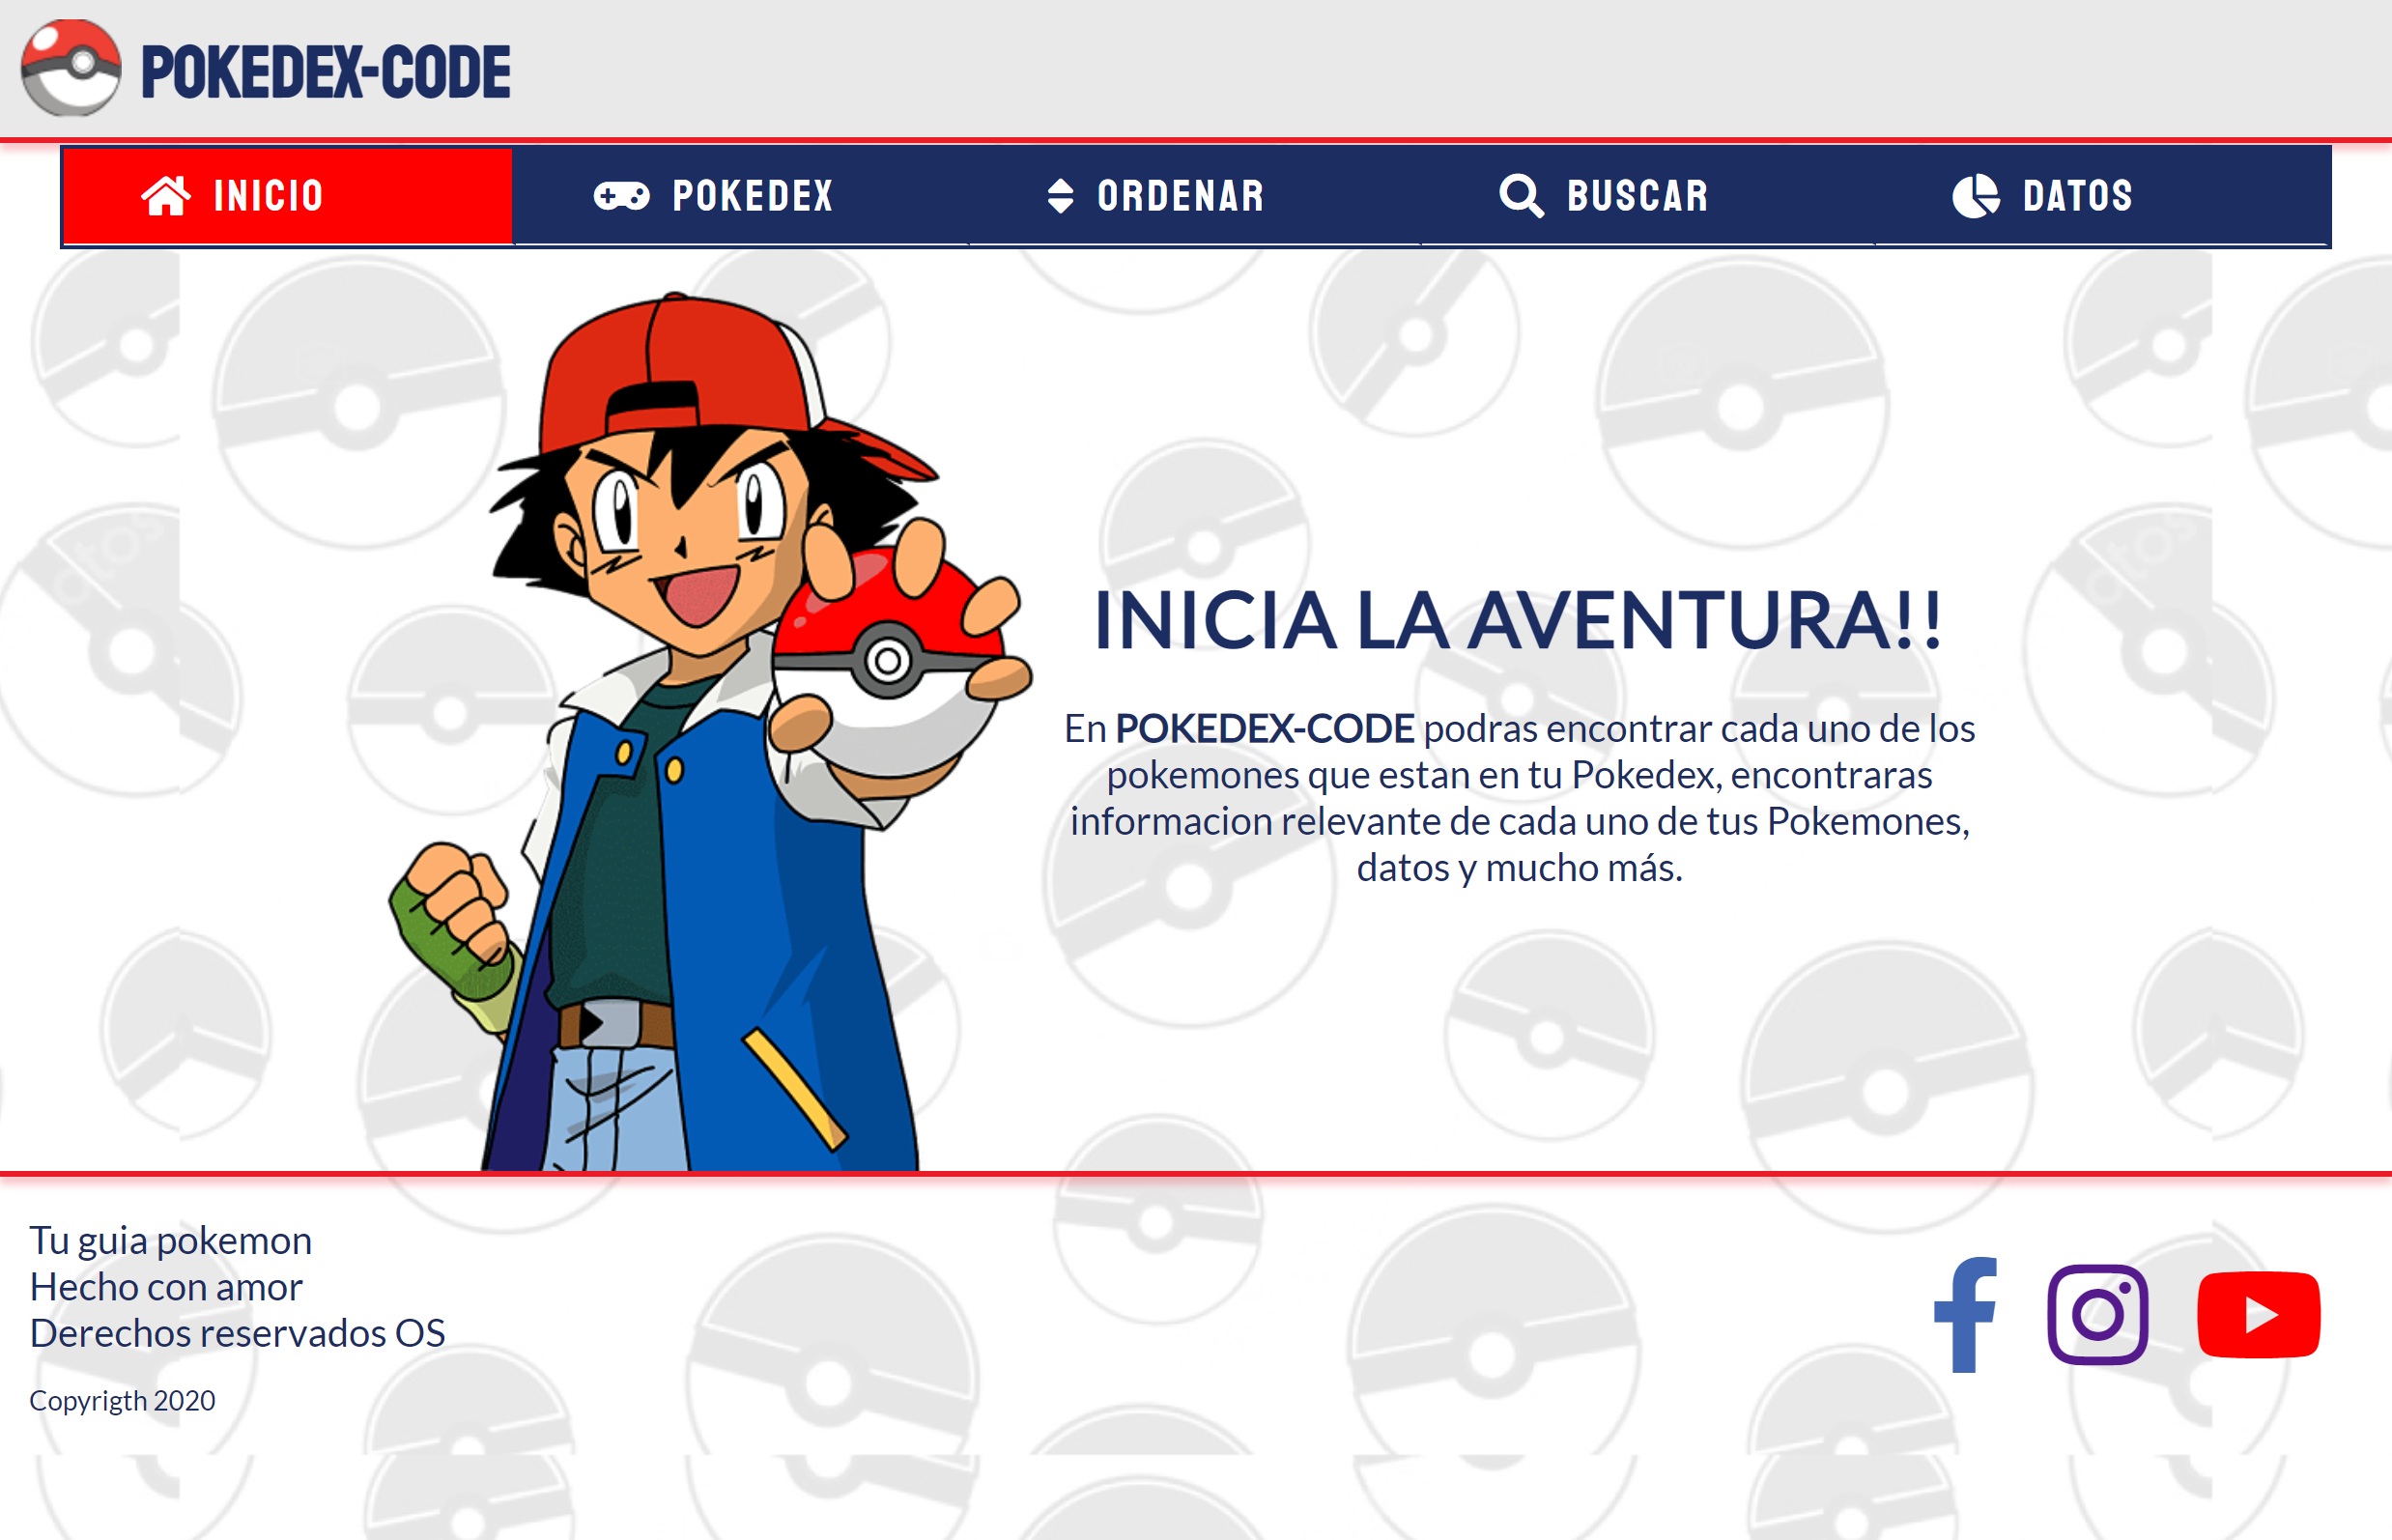 POKEDEX-CODE
INICIO
POKEDEX
ORDENAR
BUSCAR
DATOS
INICIA LA AVENTURA!!
En POKEDEX-CODE podras encontrar cada uno de los
pokemones que estan en tu Pokedex, encontraras
informacion relevante de cada uno de tus Pokemones,
datos y mucho más.
Tu guia pokemon
Hecho con amor
Derechos reservados OS
Copyrigth 2020